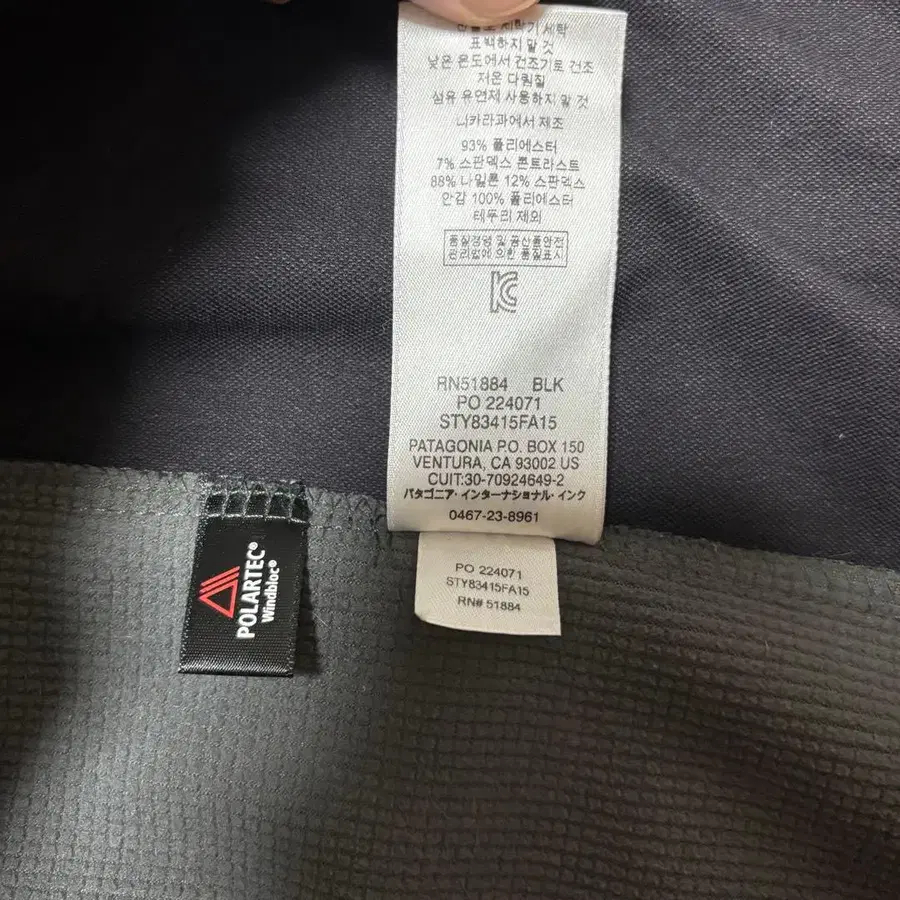 세탁
표백하지 말 것
낮은 온도에서 건조기로 건조
저온 다림질
섬유 유연제 사용하지 말 것
니카라과에서 제조
93% 폴리에스터
7% 스판덱스 콘트라스트
88% 나일론 12% 스판덱스
안감 100% 폴리에스터
테두리 제외
품질경영 및 공산품안전
관리법에 의한 품질표시
RN51884 BLK
PO 224071
STY83415FA15
PATAGONIA P.O. BOX 150
VENTURA, CA 93002 US
CUIT:30-70924649-2
パタゴニア・インターナショナル・インク
0467-23-8961
POLARTEC®
Windbloc®
PO 224071
STY83415FA15
RN# 51884